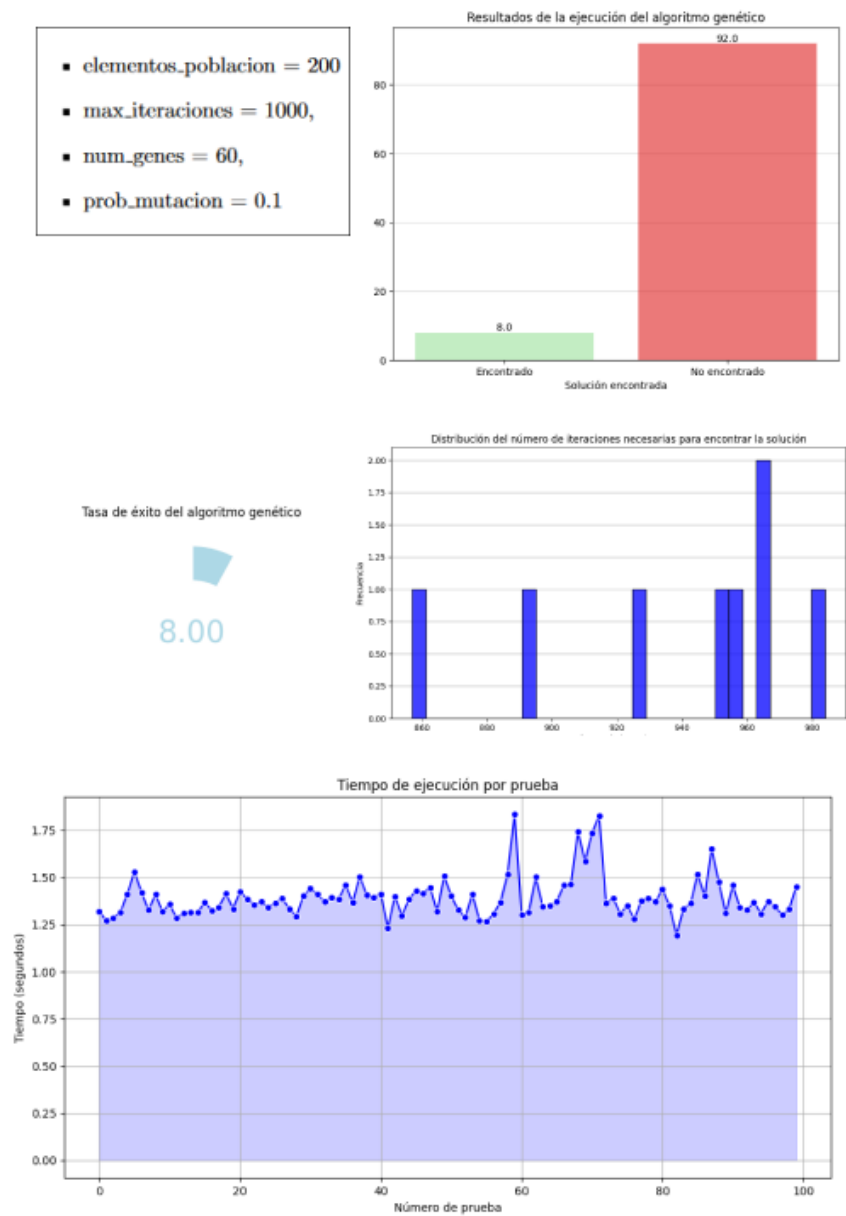 ▪ elementos_poblacion = 200
▪ max_iteraciones = 1000,
▪ num_genes = 60,
▪ prob_mutacion = 0.1
Resultados de la ejecución del algoritmo genético
92.0
80
60
40
20
0
8.0
Encontrado
No encontrado
Solución encontrada
Tasa de éxito del algoritmo genético
8.00
Distribución del número de iteraciones necesarias para encontrar la solución
2.00
1.75
1.50
1.25
1.00
0.75
0.50
0.25
0.00
Frecuencia
860 880 900 920 940 960 980
Tiempo de ejecución por prueba
1.75
1.50
1.25
1.00
0.75
0.50
0.25
0.00
Tiempo (segundos)
0 20 40 60 80 100
Número de prueba